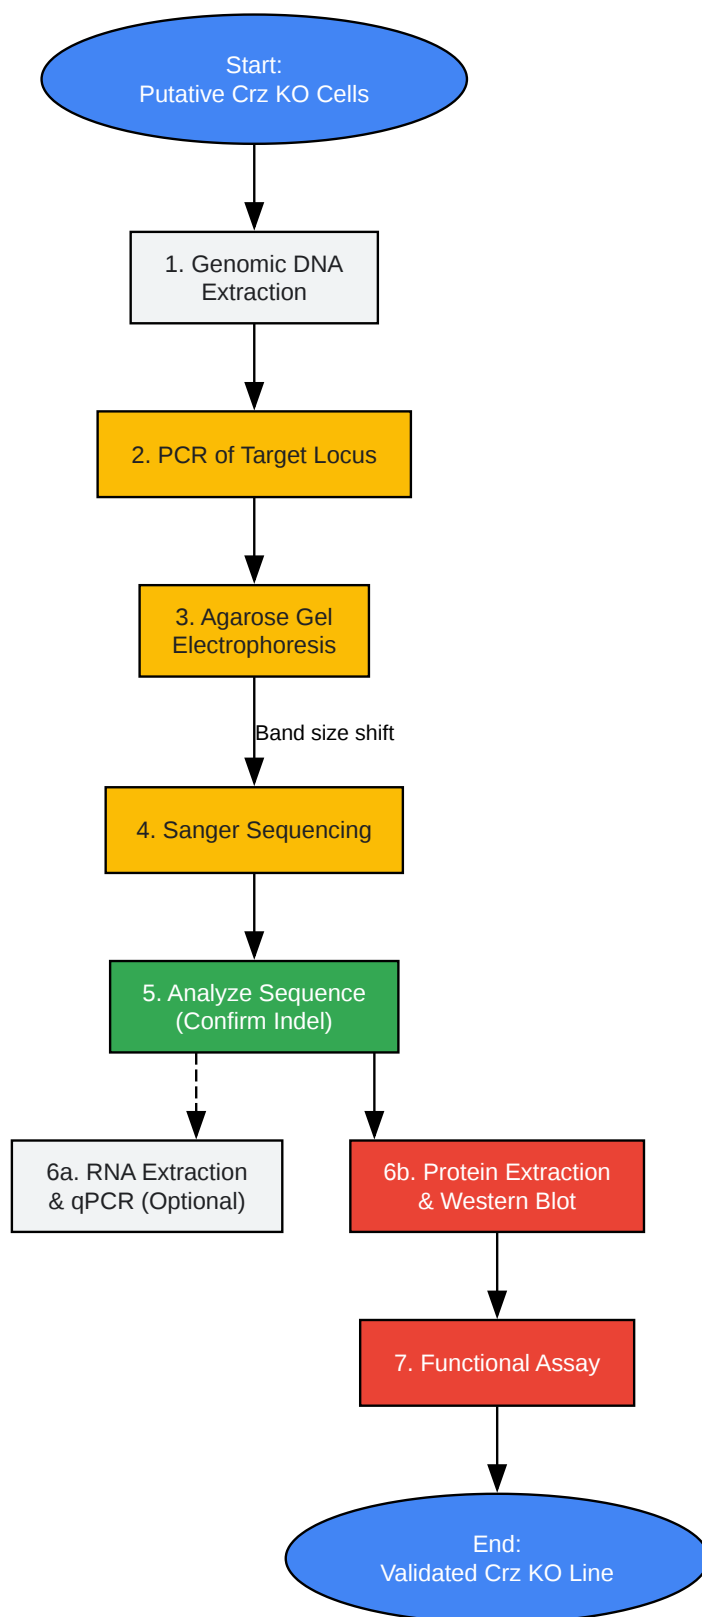 Start:
Putative Crz KO Cells
1. Genomic DNA
Extraction
2. PCR of Target Locus
3. Agarose Gel
Electrophoresis
Band size shift
4. Sanger Sequencing
5. Analyze Sequence
(Confirm Indel)
6a. RNA Extraction
& qPCR (Optional)
6b. Protein Extraction
& Western Blot
7. Functional Assay
End:
Validated Crz KO Line